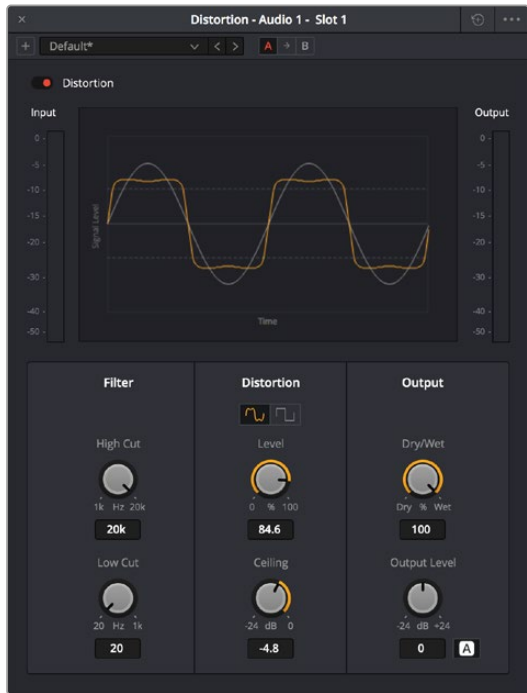 Distortion - Audio 1 - Slot 1
Default*
A
B
Distortion
Input
Output
0
-5
-10
-15
-20
-30
-40
-50
Signal Level
Time
0
-5
-10
-15
-20
-30
-40
-50
Filter
Distortion
Output
High Cut
Level
Dry/Wet
1k Hz 20k
0 % 100
Dry % Wet
20k
84.6
100
Low Cut
Ceiling
Output Level
20 Hz 1k
-24 dB 0
-24 dB +24
20
-4.8
0
A